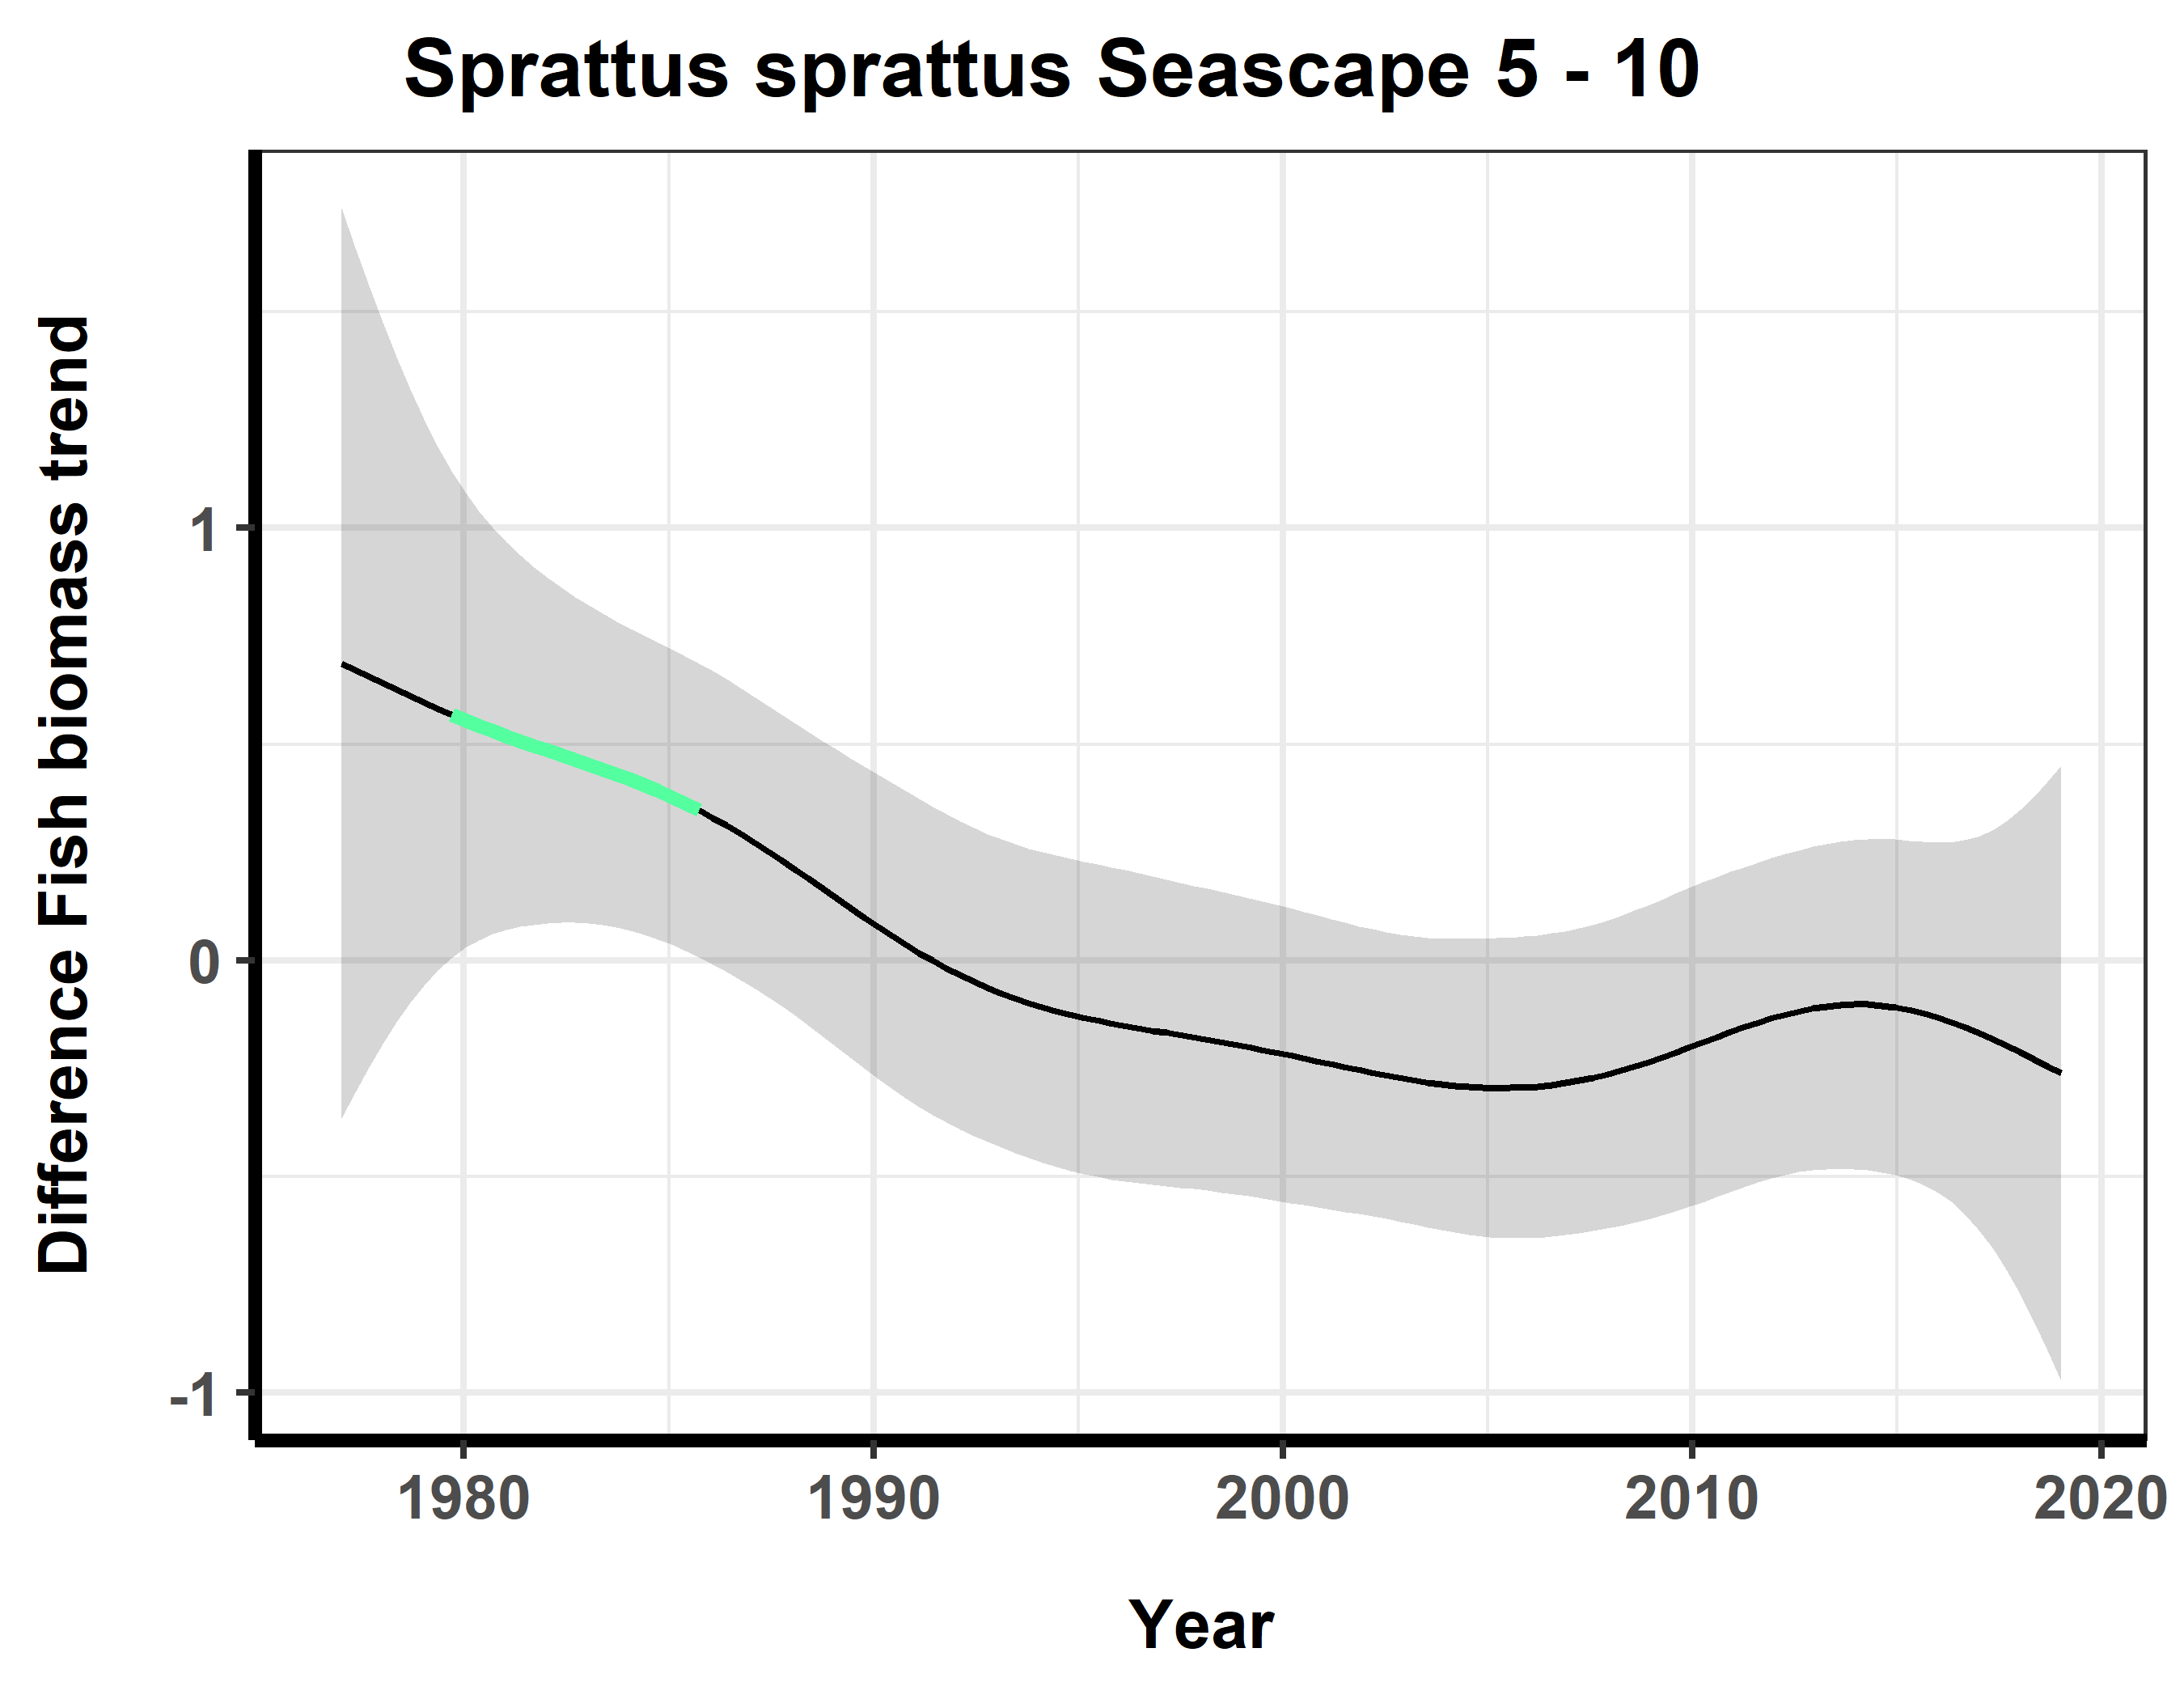 Sprattus sprattus Seascape 5 - 10
Difference Fish biomass trend
1
0
-1
1980
1990
2000
2010
2020
Year